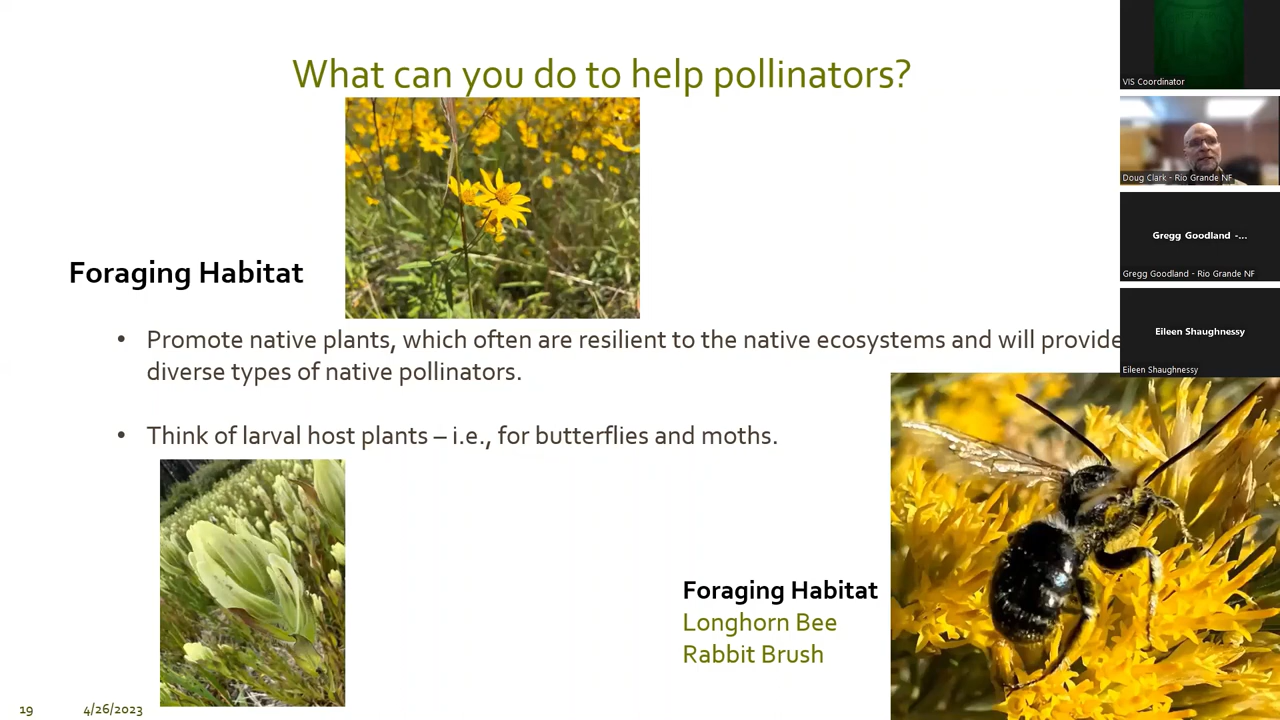 What can you do to help pollinators?
Foraging Habitat
• Promote native plants, which often are resilient to the native ecosystems and will provide
diverse types of native pollinators.
• Think of larval host plants – i.e., for butterflies and moths.
Foraging Habitat
Longhorn Bee
Rabbit Brush
19 4/26/2023
VIS Coordinator
Doug Clark - Rio Grande NF
Gregg Goodland -...
Gregg Goodland - Rio Grande NF
Eileen Shaughnessy
Eileen Shaughnessy